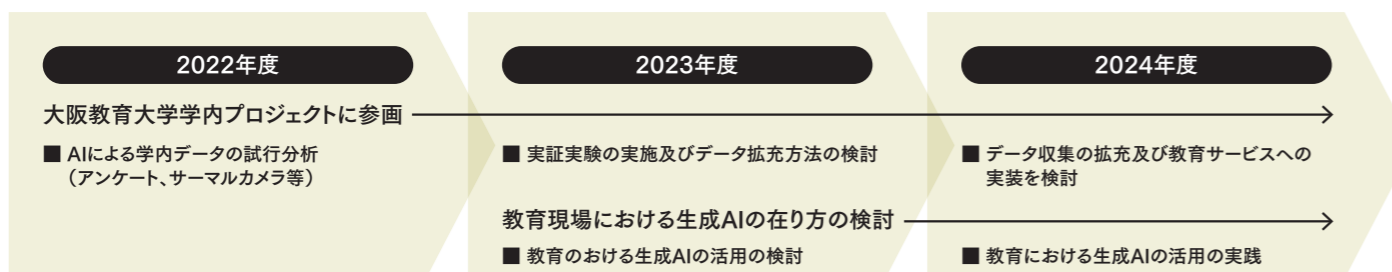 2022年度
2023年度
2024年度
大阪教育大学学内プロジェクトに参画
■ AIによる学内データの試行分析
（アンケート、サーマルカメラ等）
■ 実証実験の実施及びデータ拡充方法の検討
■ データ収集の拡充及び教育サービスへの
実装を検討
教育現場における生成AIの在り方の検討
■ 教育のおける生成AIの活用の検討
■ 教育における生成AIの活用の実践